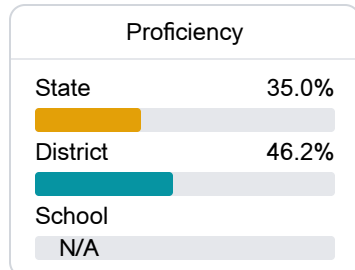 Proficiency
State 35.0%
District 46.2%
School
N/A